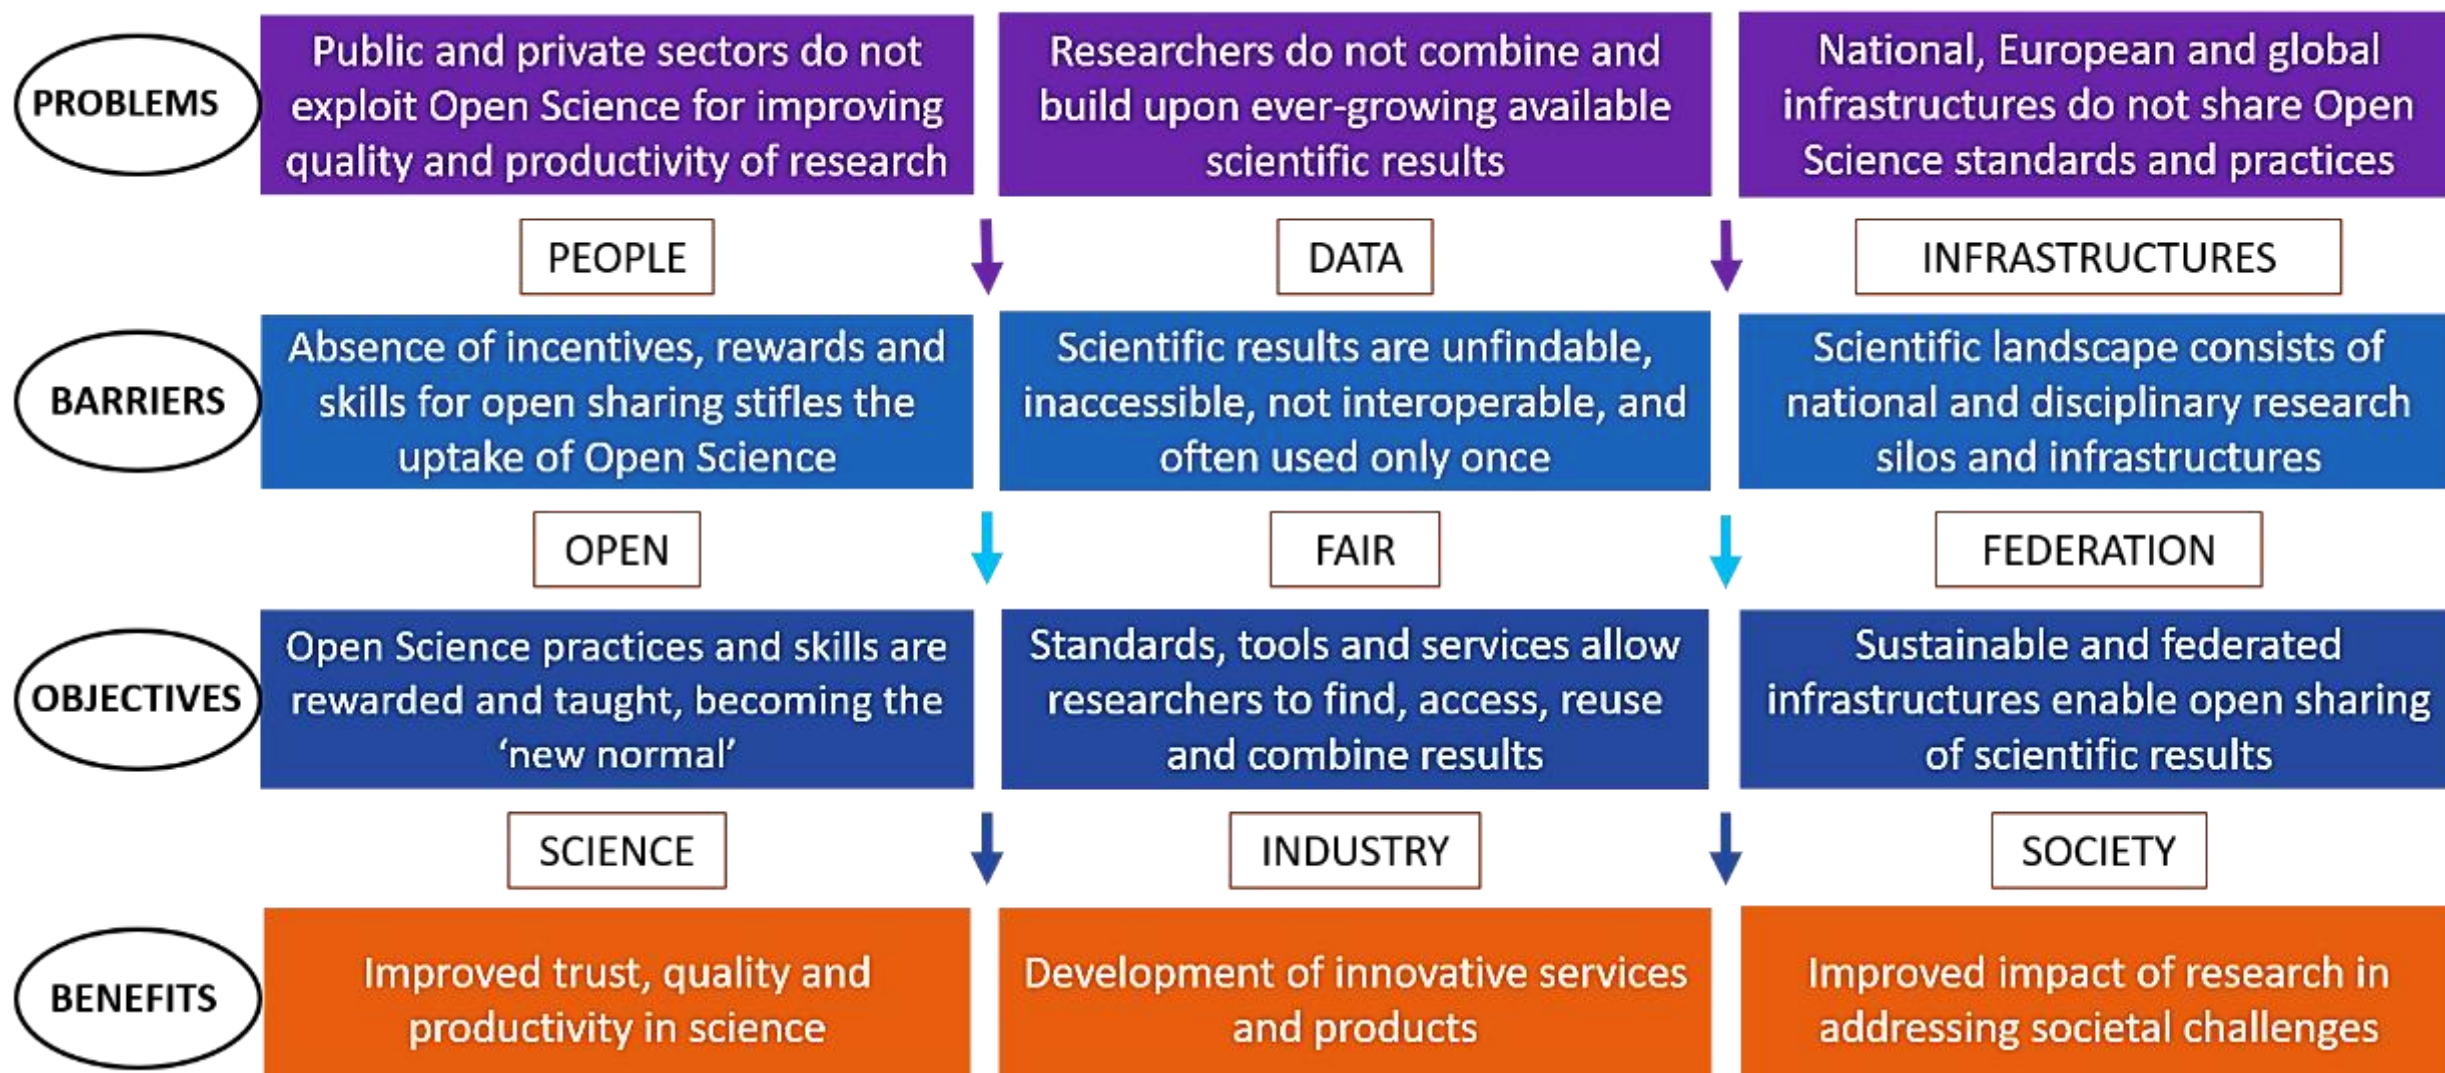 PROBLEMS
Public and private sectors do not
exploit Open Science for improving
quality and productivity of research
Researchers do not combine and
build upon ever-growing available
scientific results
National, European and global
infrastructures do not share Open
Science standards and practices
PEOPLE
DATA
INFRASTRUCTURES
BARRIERS
Absence of incentives, rewards and
skills for open sharing stifles the
uptake of Open Science
Scientific results are unfindable,
inaccessible, not interoperable, and
often used only once
Scientific landscape consists of
national and disciplinary research
silos and infrastructures
OPEN
FAIR
FEDERATION
OBJECTIVES
Open Science practices and skills are
rewarded and taught, becoming the
‘new normal’
Standards, tools and services allow
researchers to find, access, reuse
and combine results
Sustainable and federated
infrastructures enable open sharing
of scientific results
SCIENCE
INDUSTRY
SOCIETY
BENEFITS
Improved trust, quality and
productivity in science
Development of innovative services
and products
Improved impact of research in
addressing societal challenges